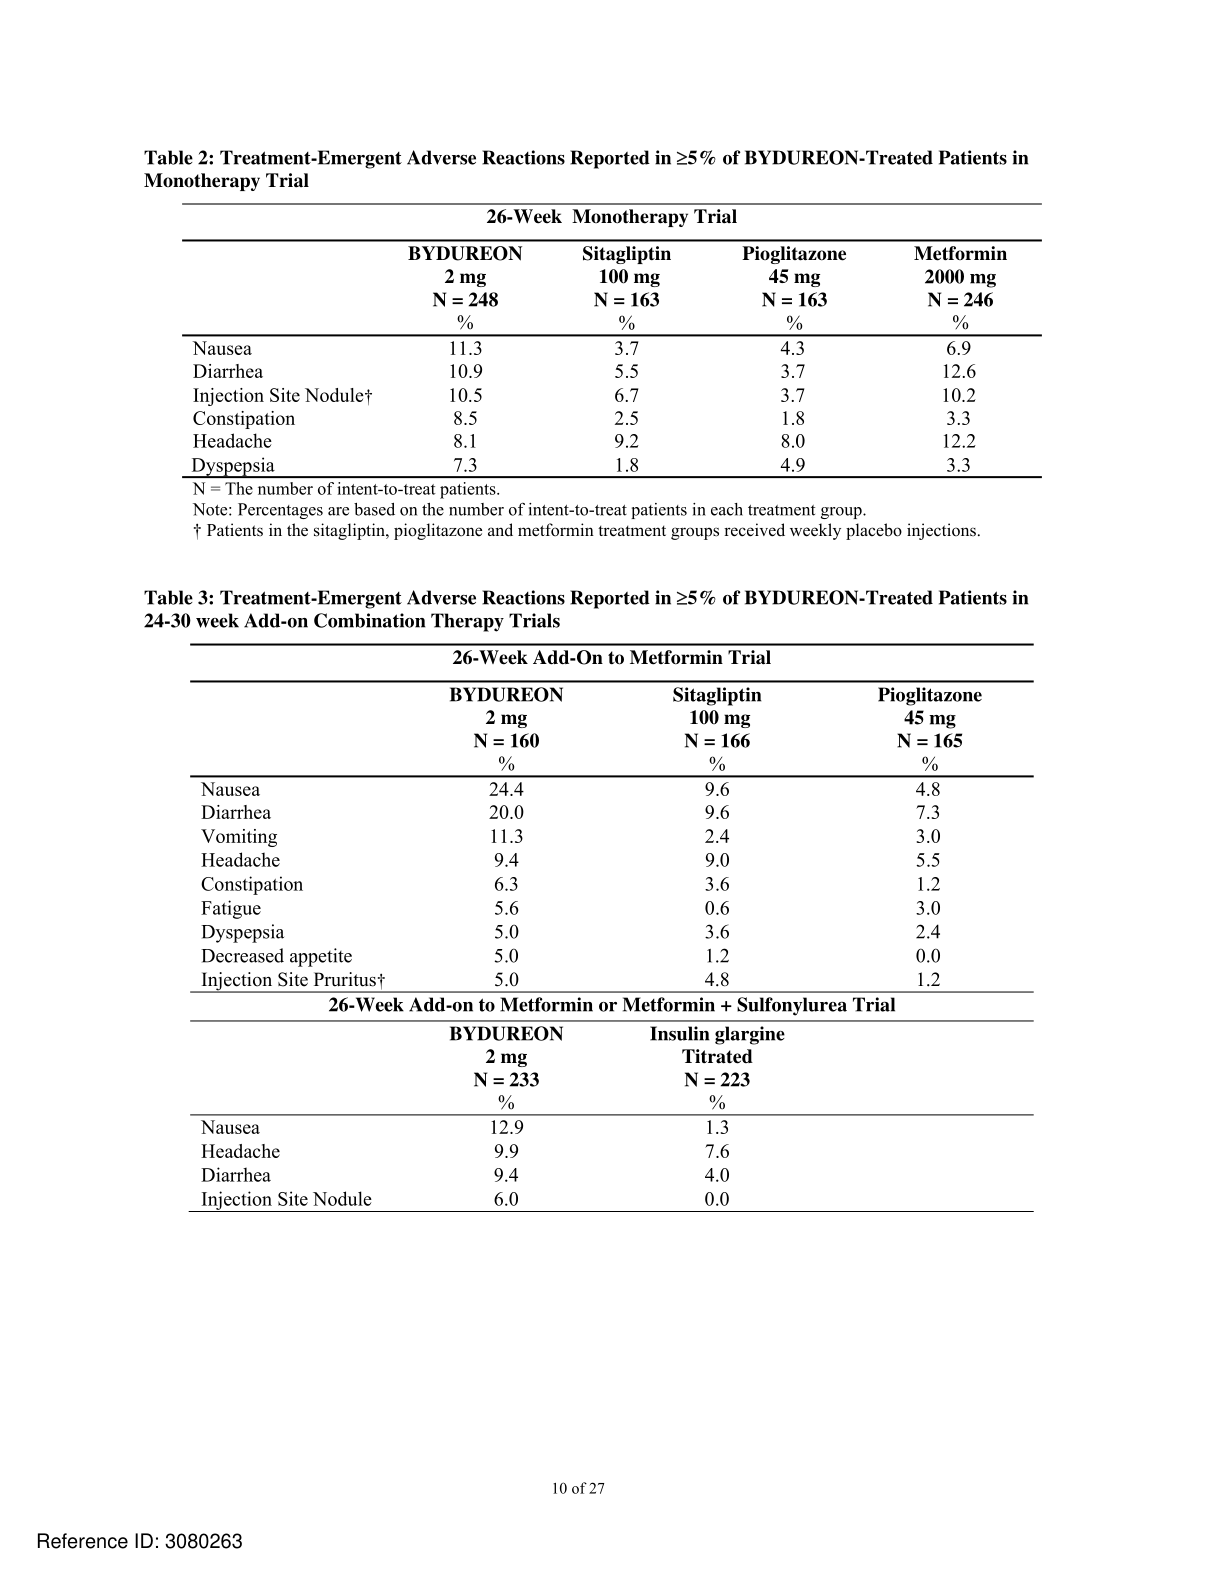 Table 2: Treatment-Emergent Adverse Reactions Reported in ≥5% of BYDUREON-Treated Patients in
Monotherapy Trial
26-Week Monotherapy Trial
BYDUREON Sitagliptin Pioglitazone Metformin
2 mg 100 mg 45 mg 2000 mg
N = 248 N = 163 N = 163 N = 246
% % % %
Nausea 11.3 3.7 4.3 6.9
Diarrhea 10.9 5.5 3.7 12.6
Injection Site Nodule† 10.5 6.7 3.7 10.2
Constipation 8.5 2.5 1.8 3.3
Headache 8.1 9.2 8.0 12.2
Dyspepsia 7.3 1.8 4.9 3.3
N = The number of intent-to-treat patients.
Note: Percentages are based on the number of intent-to-treat patients in each treatment group.
† Patients in the sitagliptin, pioglitazone and metformin treatment groups received weekly placebo injections.
Table 3: Treatment-Emergent Adverse Reactions Reported in ≥5% of BYDUREON-Treated Patients in
24-30 week Add-on Combination Therapy Trials
26-Week Add-On to Metformin Trial
BYDUREON Sitagliptin Pioglitazone
2 mg 100 mg 45 mg
N = 160 N = 166 N = 165
% % %
Nausea 24.4 9.6 4.8
Diarrhea 20.0 9.6 7.3
Vomiting 11.3 2.4 3.0
Headache 9.4 9.0 5.5
Constipation 6.3 3.6 1.2
Fatigue 5.6 0.6 3.0
Dyspepsia 5.0 3.6 2.4
Decreased appetite 5.0 1.2 0.0
Injection Site Pruritus† 5.0 4.8 1.2
26-Week Add-on to Metformin or Metformin + Sulfonylurea Trial
BYDUREON Insulin glargine
2 mg Titrated
N = 233 N = 223
% %
Nausea 12.9 1.3
Headache 9.9 7.6
Diarrhea 9.4 4.0
Injection Site Nodule 6.0 0.0
10 of 27
Reference ID: 3080263